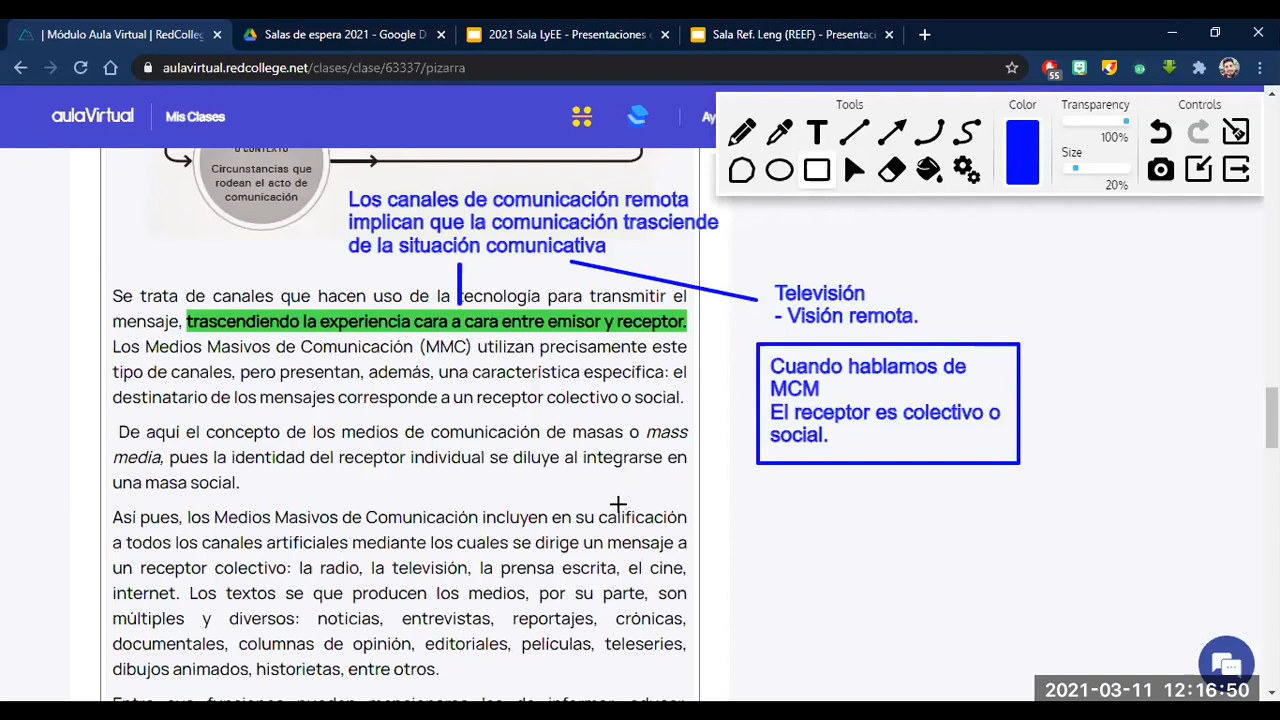 | Módulo Aula Virtual | RedColleg
Salas de espera 2021 - Google D
2021 Sala LyEE - Presentaciones
Sala Ref. Leng (REEF) - Presentac
aulavirtual.redcollege.net/clases/clase/63337/pizarra
55
aulaVirtual
Mis Clases
Ay
Tools
Color
Transparency
Controls
100%
Size
20%
T
O CONTEXTO
Circunstancias que
rodean el acto de
comunicación
Los canales de comunicación remota
implican que la comunicación trasciende
de la situación comunicativa
Se trata de canales que hacen uso de la tecnología para transmitir el
mensaje, trascendiendo la experiencia cara a cara entre emisor y receptor.
Los Medios Masivos de Comunicación (MMC) utilizan precisamente este
tipo de canales, pero presentan, además, una característica específica: el
destinatario de los mensajes corresponde a un receptor colectivo o social.
De aquí el concepto de los medios de comunicación de masas o mass
media, pues la identidad del receptor individual se diluye al integrarse en
una masa social.
Así pues, los Medios Masivos de Comunicación incluyen en su calificación
a todos los canales artificiales mediante los cuales se dirige un mensaje a
un receptor colectivo: la radio, la televisión, la prensa escrita, el cine,
internet. Los textos se que producen los medios, por su parte, son
múltiples y diversos: noticias, entrevistas, reportajes, crónicas,
documentales, columnas de opinión, editoriales, películas, teleseries,
dibujos animados, historietas, entre otros.
Televisión
- Visión remota.
Cuando hablamos de
MCM
El receptor es colectivo o
social.
2021-03-11 12:16:50